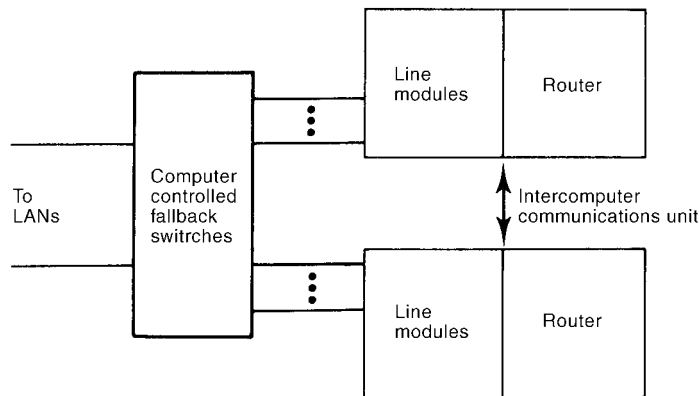 Line
modules
Router
To
LANs
Computer
controlled
fallback
switrches
Intercomputer
communications unit
Line
modules
Router